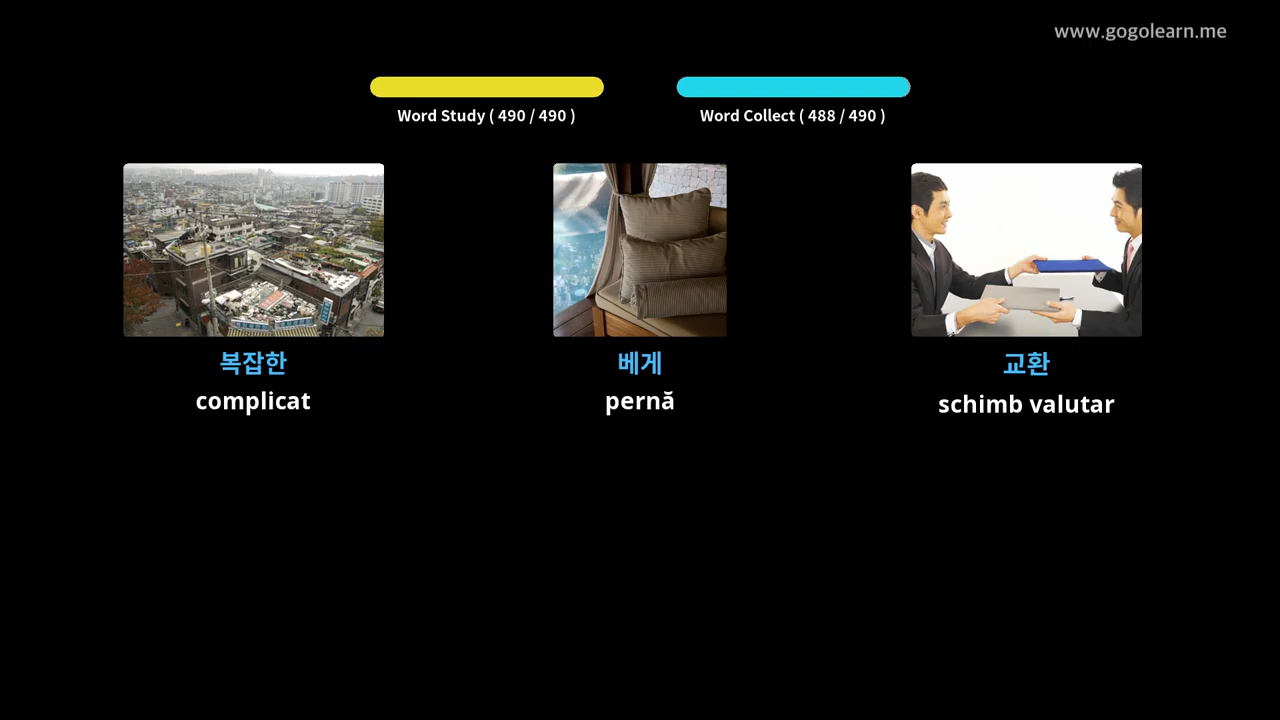 www.gogolearn.me
Word Study ( 490 / 490 )
Word Collect ( 488 / 490 )
복잡한
complicat
베게
pernă
교환
schimb valutar